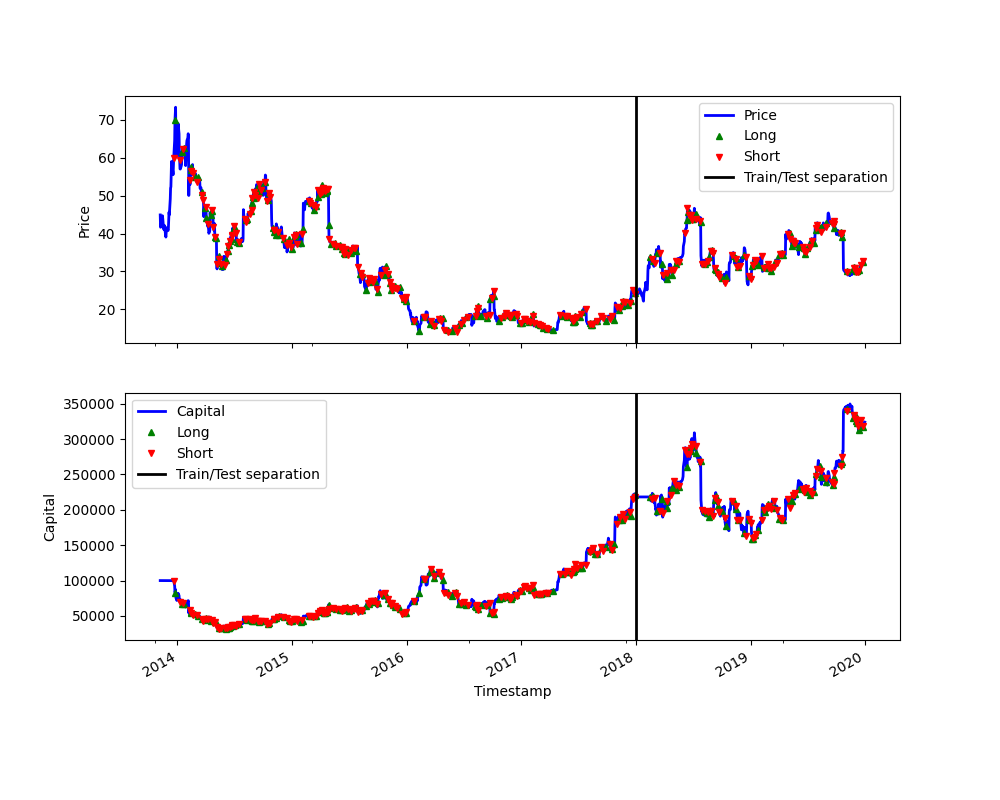 70
60
50
40
30
20
Price
Price
Long
Short
Train/Test separation
350000
300000
250000
200000
150000
100000
50000
Capital
Capital
Long
Short
Train/Test separation
2014
2015
2016
2017
2018
2019
2020
Timestamp